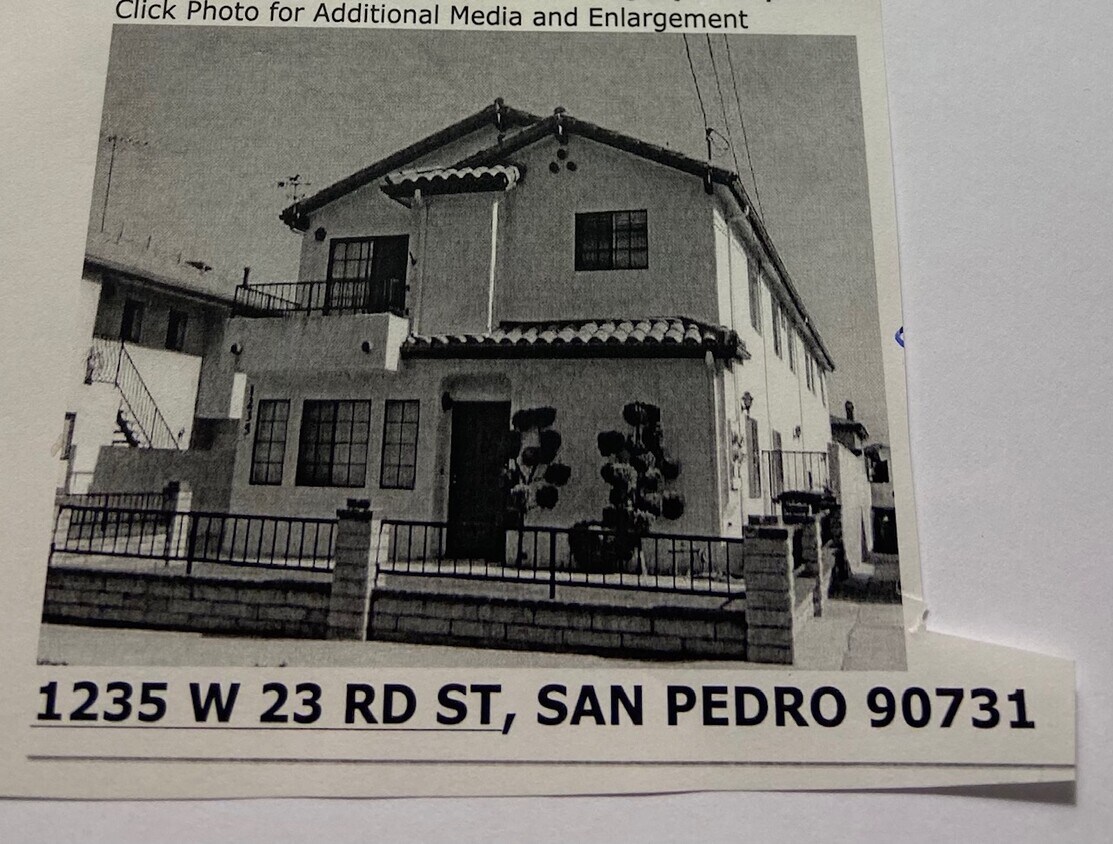 Click Photo for Additional Media and Enlargement
1235 W 23 RD ST, SAN PEDRO 90731